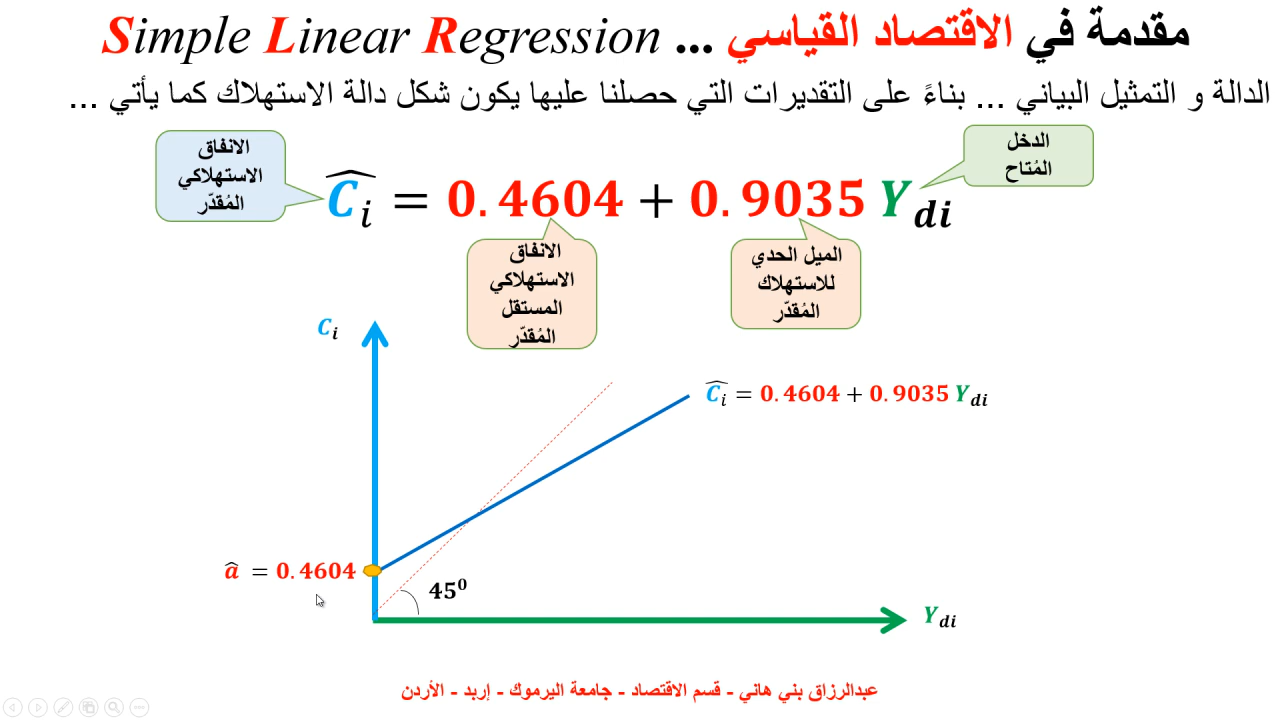 مقدمة في الاقتصاد القياسي ... Simple Linear Regression
الدالة و التمثيل البياني ... بناءً على التقديرات التي حصلنا عليها يكون شكل دالة الاستهلاك كما يأتي ...
الانفاق
الاستهلاكي
المُقدّر
الدخل
المُتاح
Ĉᵢ = 0.4604 + 0.9035 Y_di
الانفاق
الاستهلاكي
المستقل
المُقدّر
الميل الحدي
للاستهلاك
المُقدّر
Cᵢ
Ĉᵢ = 0.4604 + 0.9035 Y_di
â = 0.4604
45⁰
Y_di
عبدالرزاق بني هاني - قسم الاقتصاد - جامعة اليرموك - إربد - الأردن